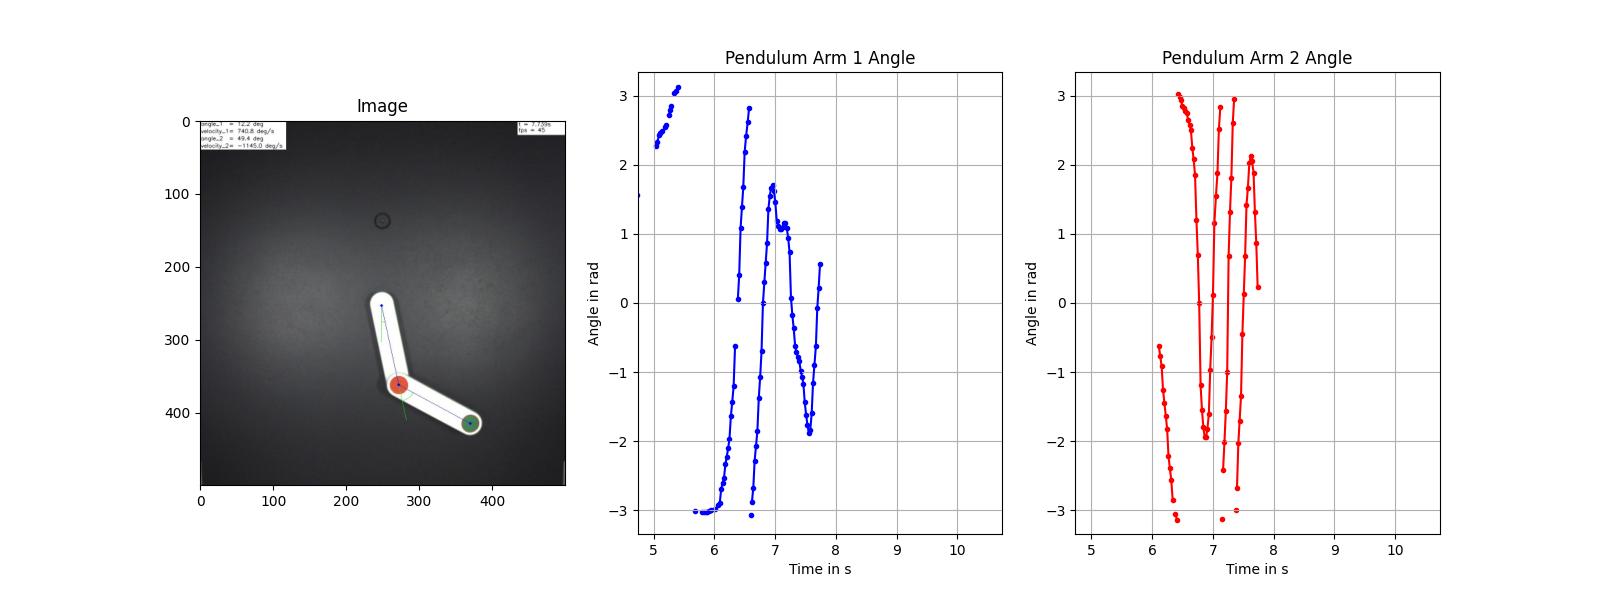 Image
angle_1 = 12.2 deg
velocity_1= 740.8 deg/s
angle_2 = 49.4 deg
velocity_2= -1145.0 deg/s
t = 7.739s
fps = 45
0
100
200
300
400
0 100 200 300 400
Pendulum Arm 1 Angle
Angle in rad
3
2
1
0
−1
−2
−3
5 6 7 8 9 10
Time in s
Pendulum Arm 2 Angle
Angle in rad
3
2
1
0
−1
−2
−3
5 6 7 8 9 10
Time in s